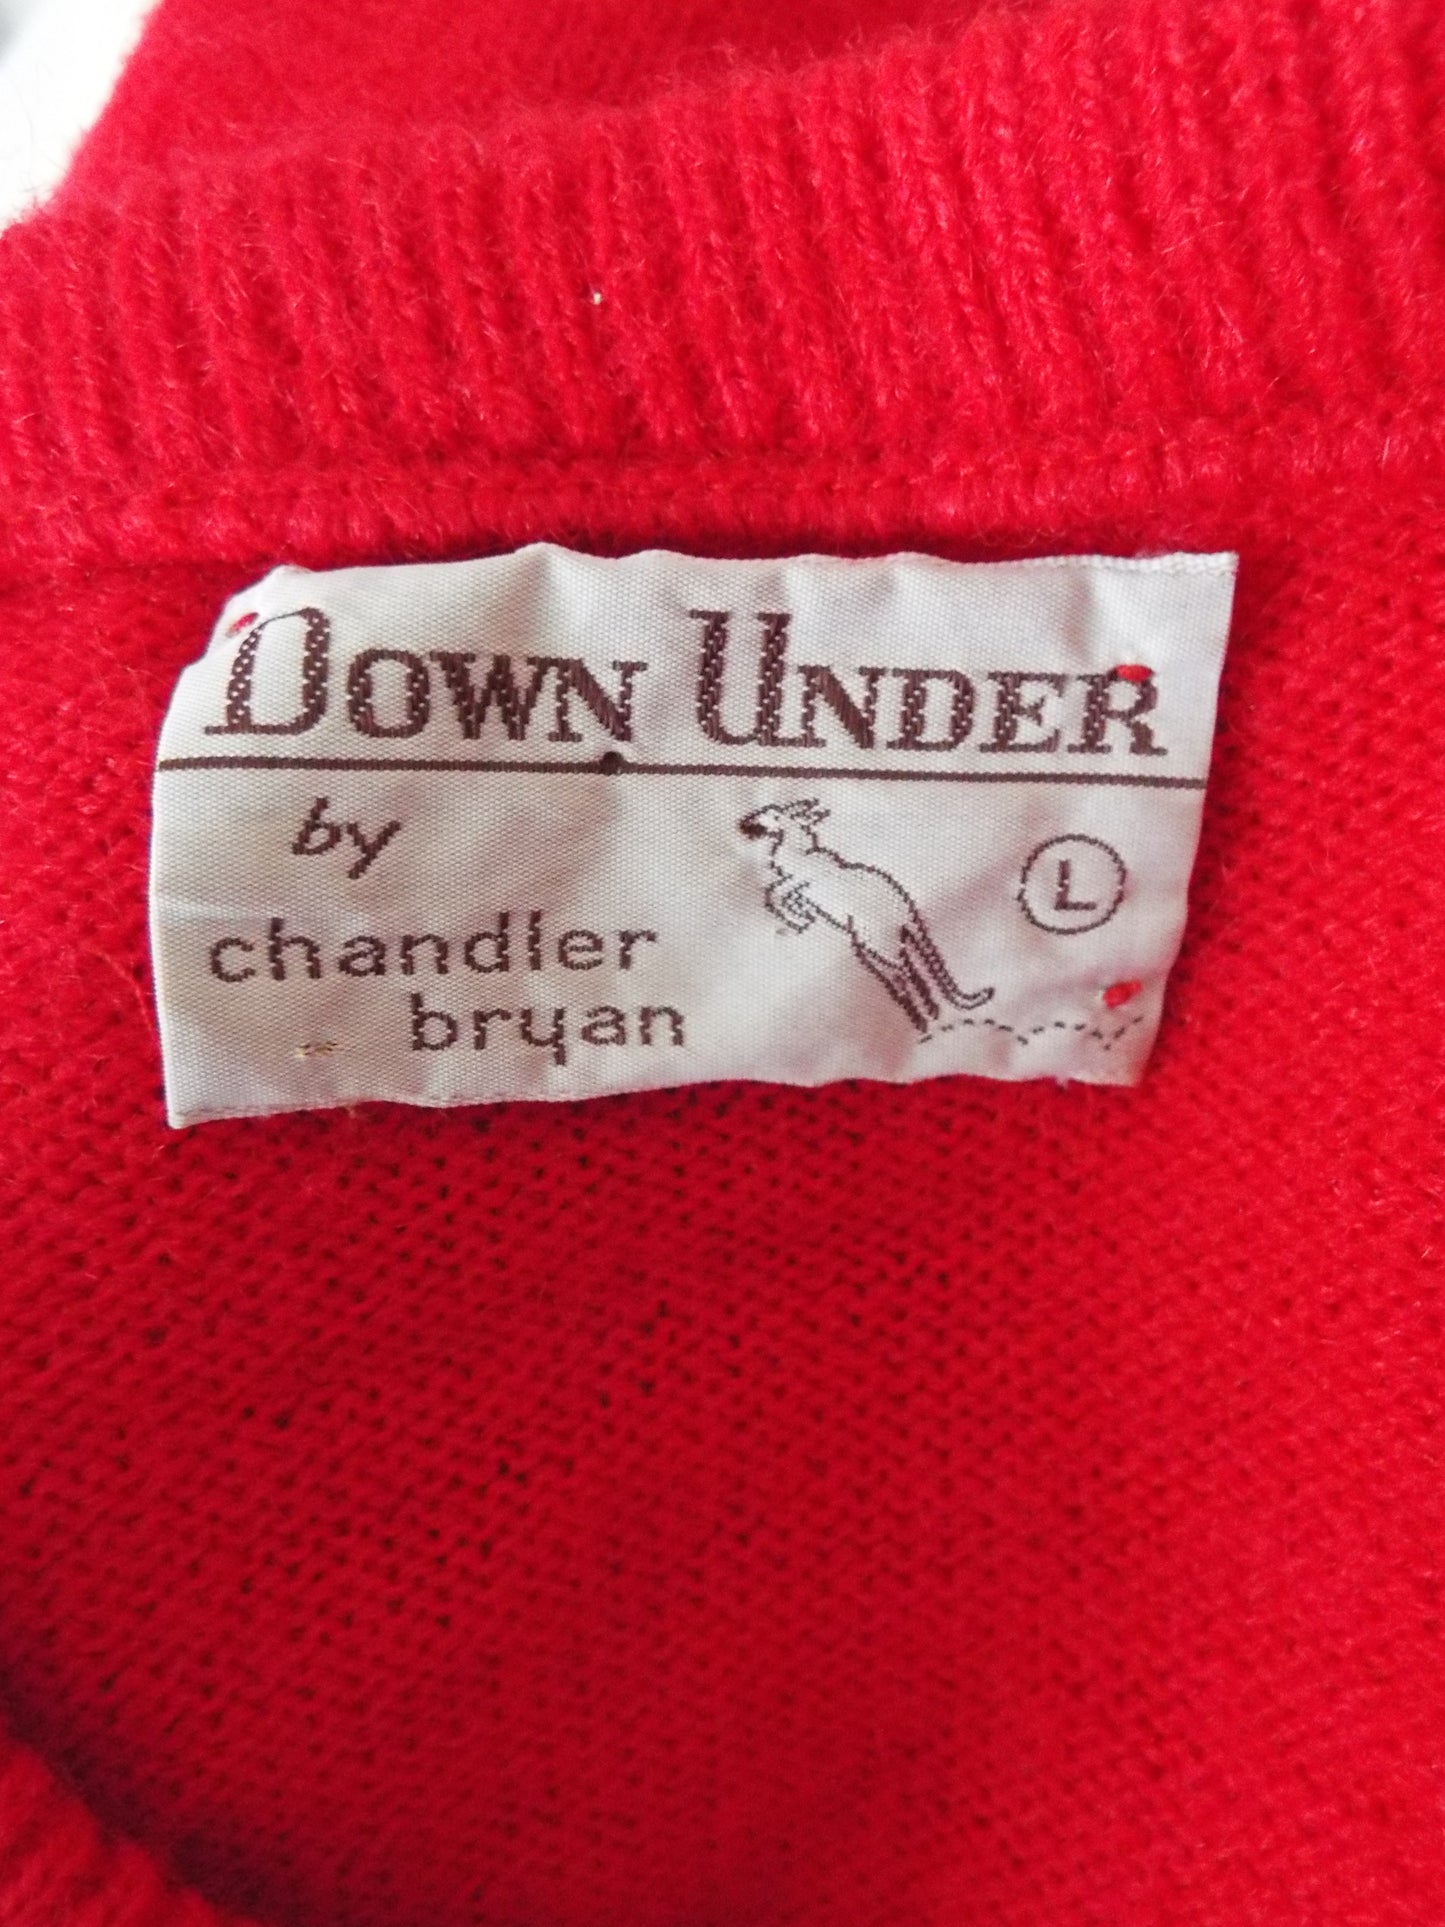 DOWN UNDER
by
L
chandler
bryan